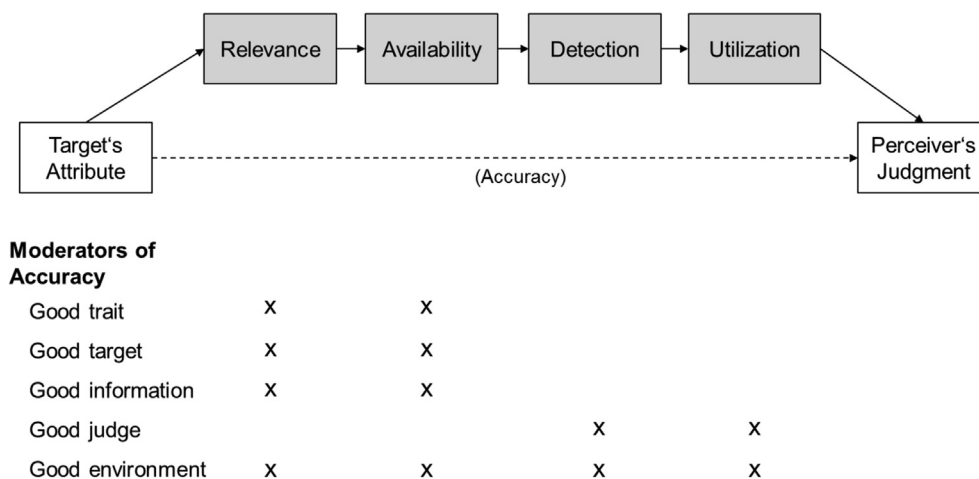 Relevance Availability Detection Utilization
Target‘s
Attribute
Perceiver‘s
Judgment
(Accuracy)
Moderators of
Accuracy
Good trait x x
Good target x x
Good information x x
Good judge x x
Good environment x x x x